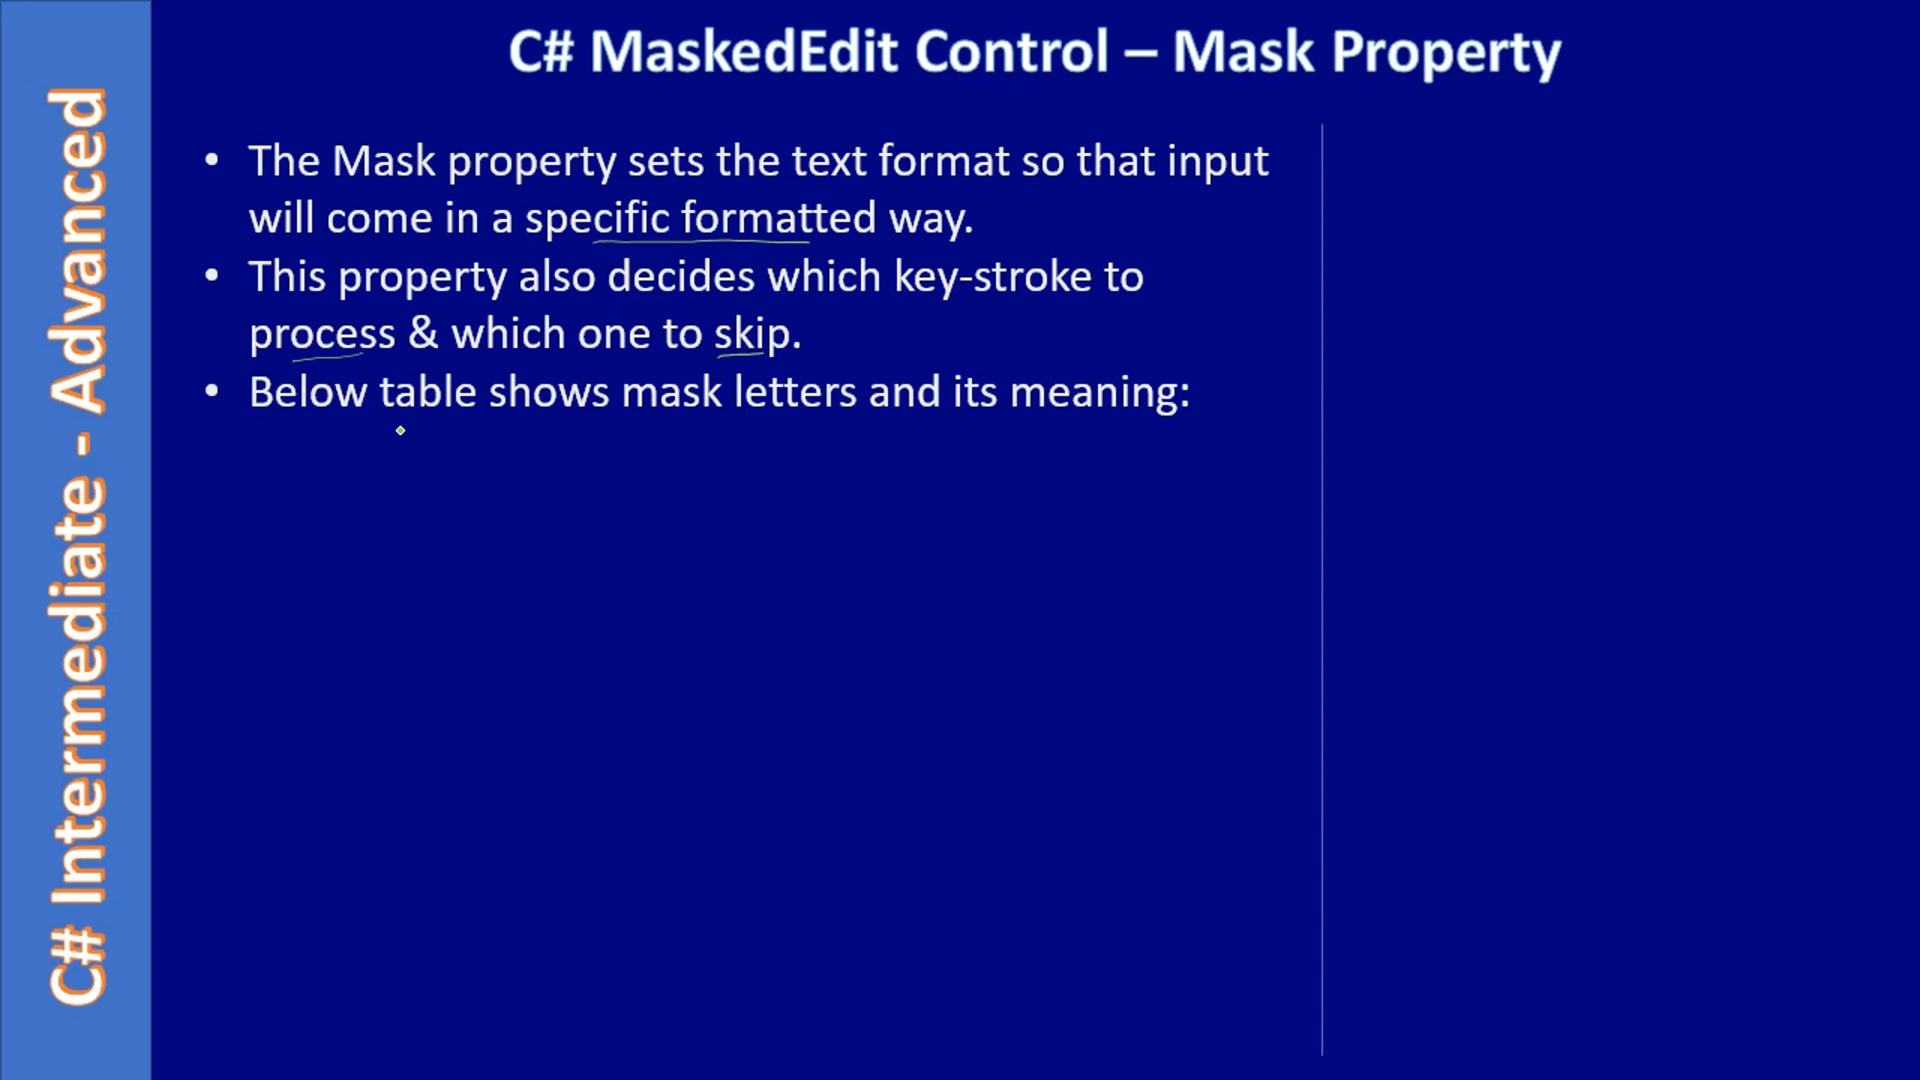 C# MaskedEdit Control – Mask Property
• The Mask property sets the text format so that input
will come in a specific formatted way.
• This property also decides which key-stroke to
process & which one to skip.
• Below table shows mask letters and its meaning:
C# Intermediate - Advanced